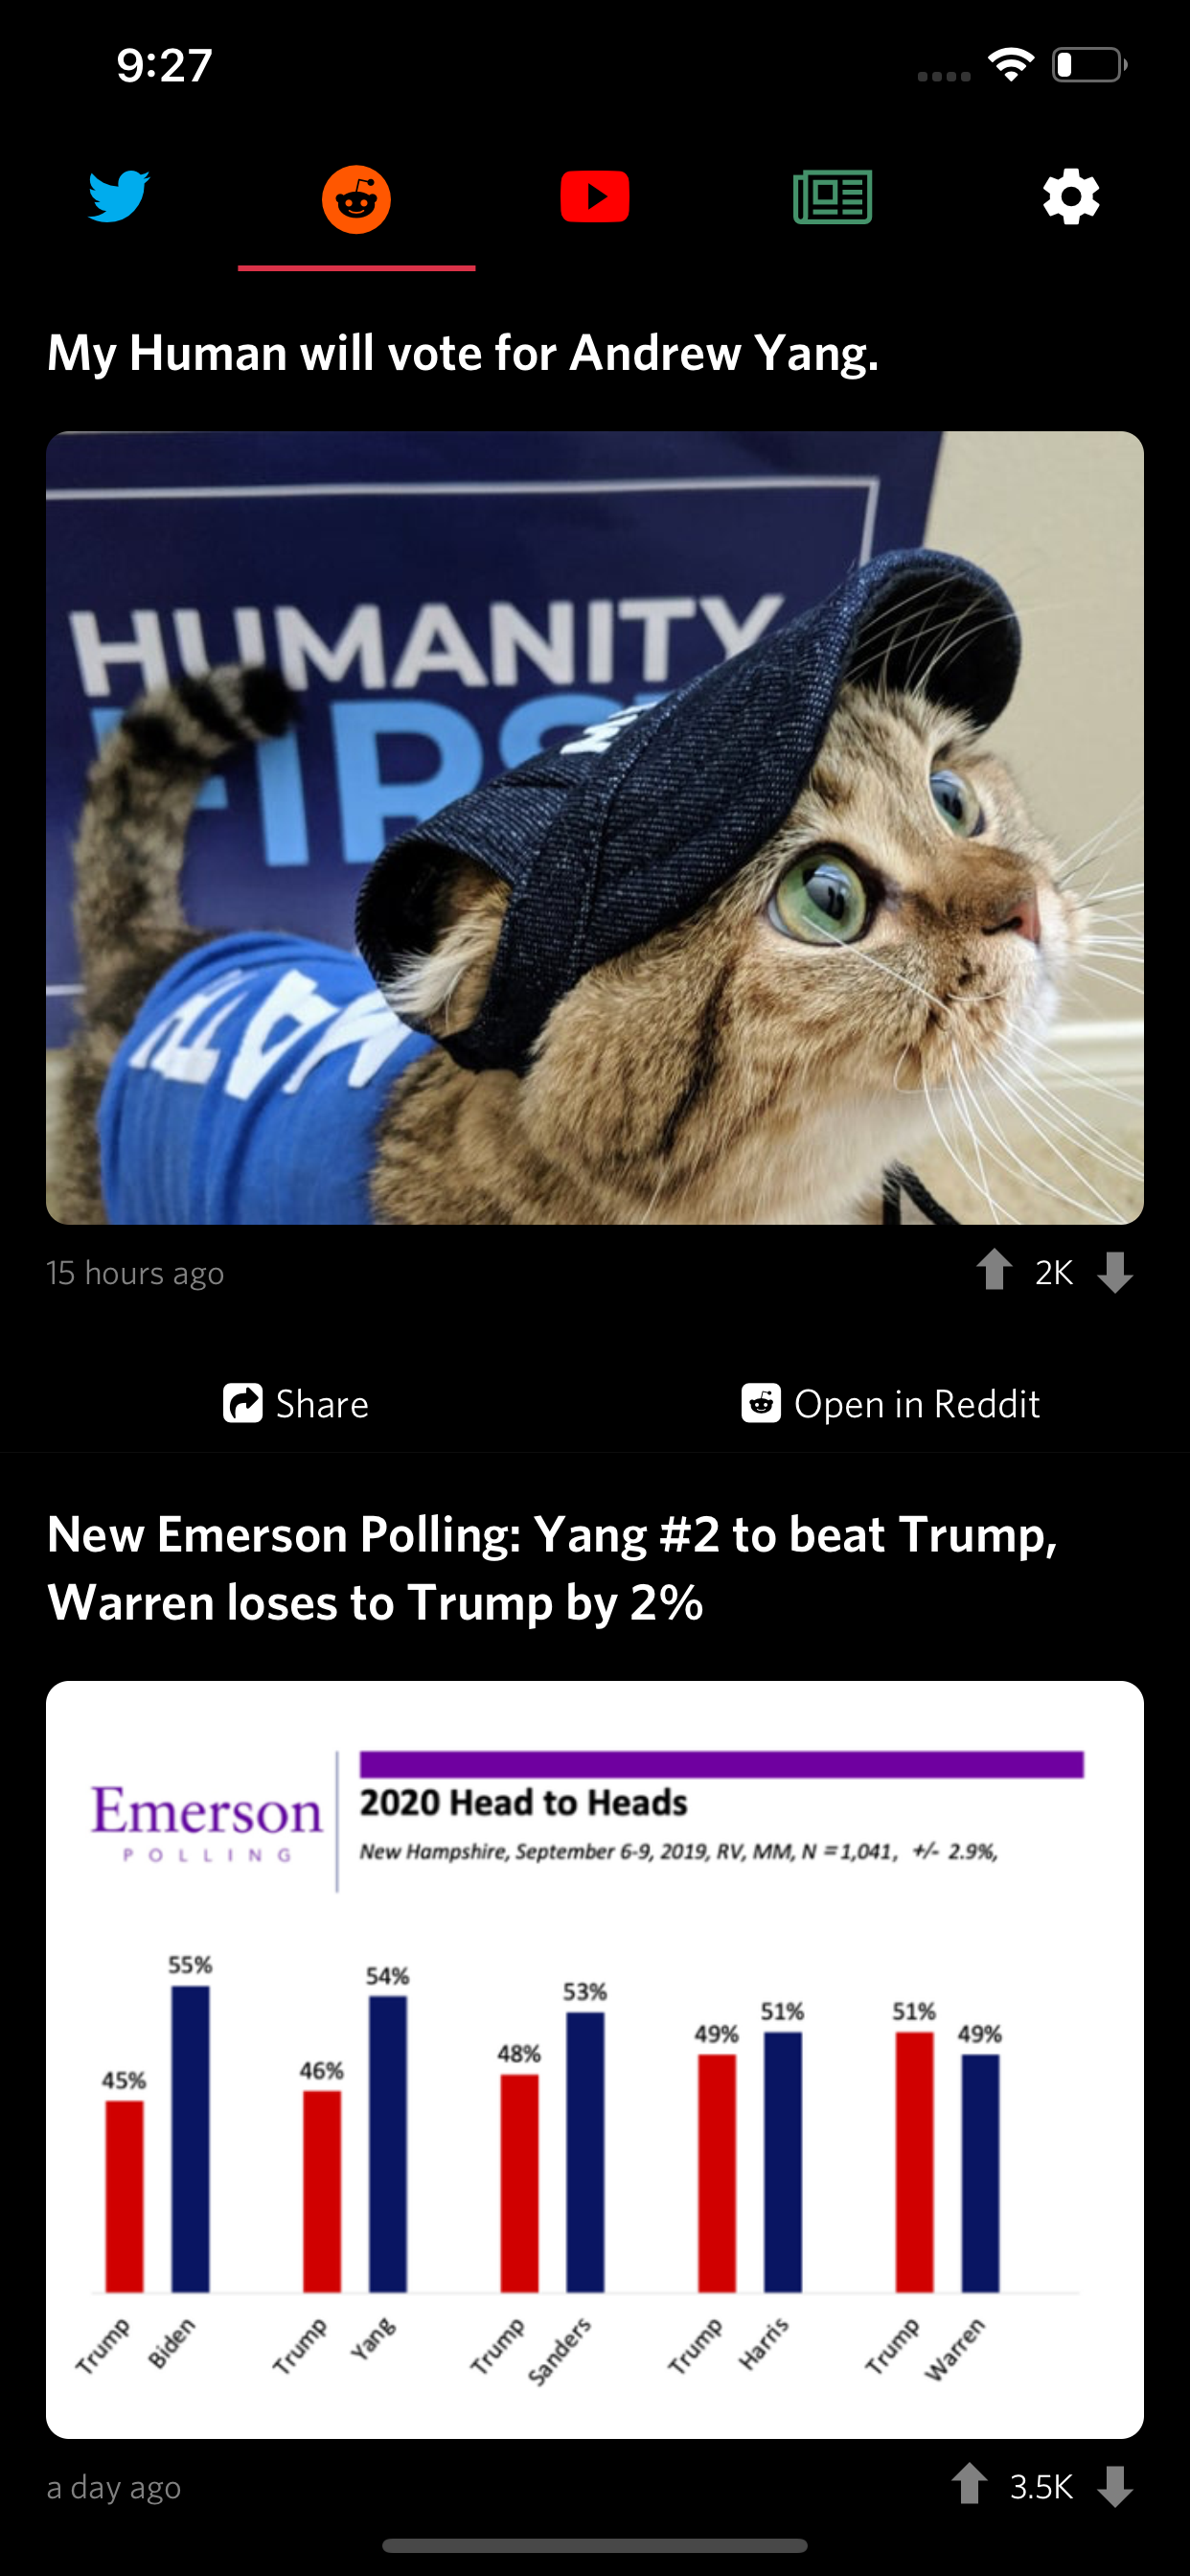 9:27
My Human will vote for Andrew Yang.
HUMANITY
FIRS
MATH
15 hours ago
2K
Share
Open in Reddit
New Emerson Polling: Yang #2 to beat Trump,
Warren loses to Trump by 2%
Emerson
POLLING
2020 Head to Heads
New Hampshire, September 6-9, 2019, RV, MM, N =1,041, +/- 2.9%,
45% 55% 46% 54% 48% 53% 49% 51% 51% 49%
Trump Biden Trump Yang Trump Sanders Trump Harris Trump Warren
a day ago
3.5K